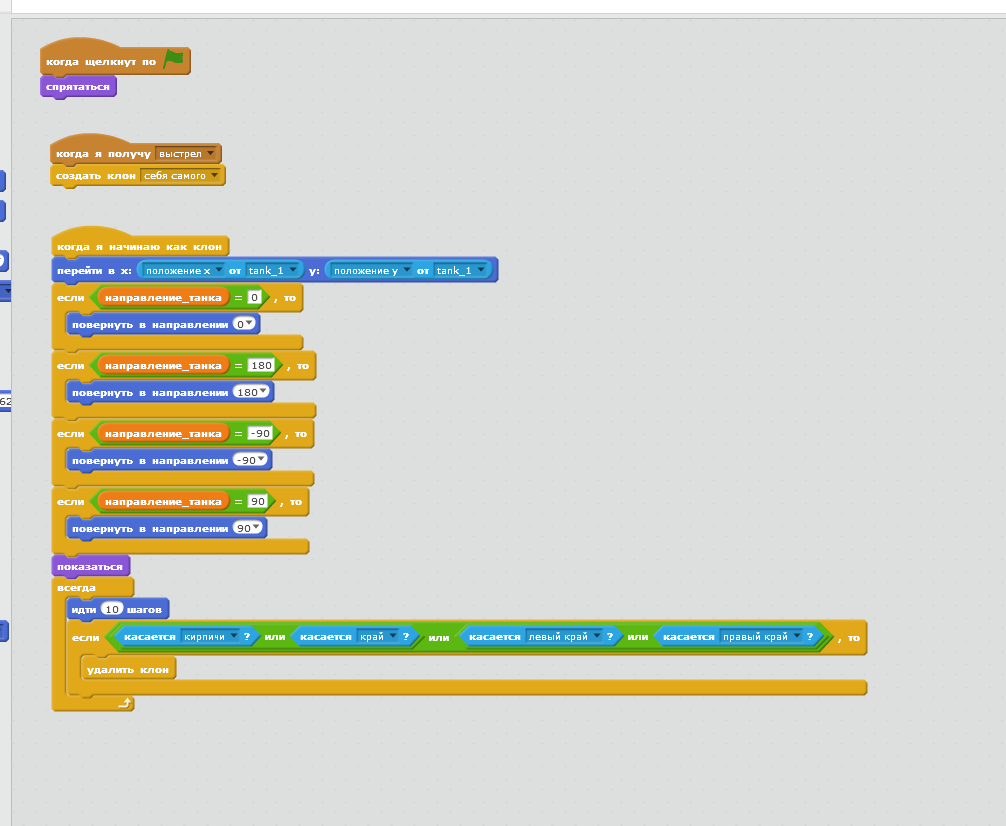 когда щелкнут по
спрятаться
когда я получу выстрел
создать клон себя самого
когда я начинаю как клон
перейти в x: положение x от tank_1 y: положение y от tank_1
если направление_танка = 0 , то
повернуть в направлении 0
если направление_танка = 180 , то
повернуть в направлении 180
если направление_танка = -90 , то
повернуть в направлении -90
если направление_танка = 90 , то
повернуть в направлении 90
62
показаться
всегда
идти 10 шагов
если касается кирпичи ? или касается край ? или касается левый край ? или касается правый край ? , то
удалить клон